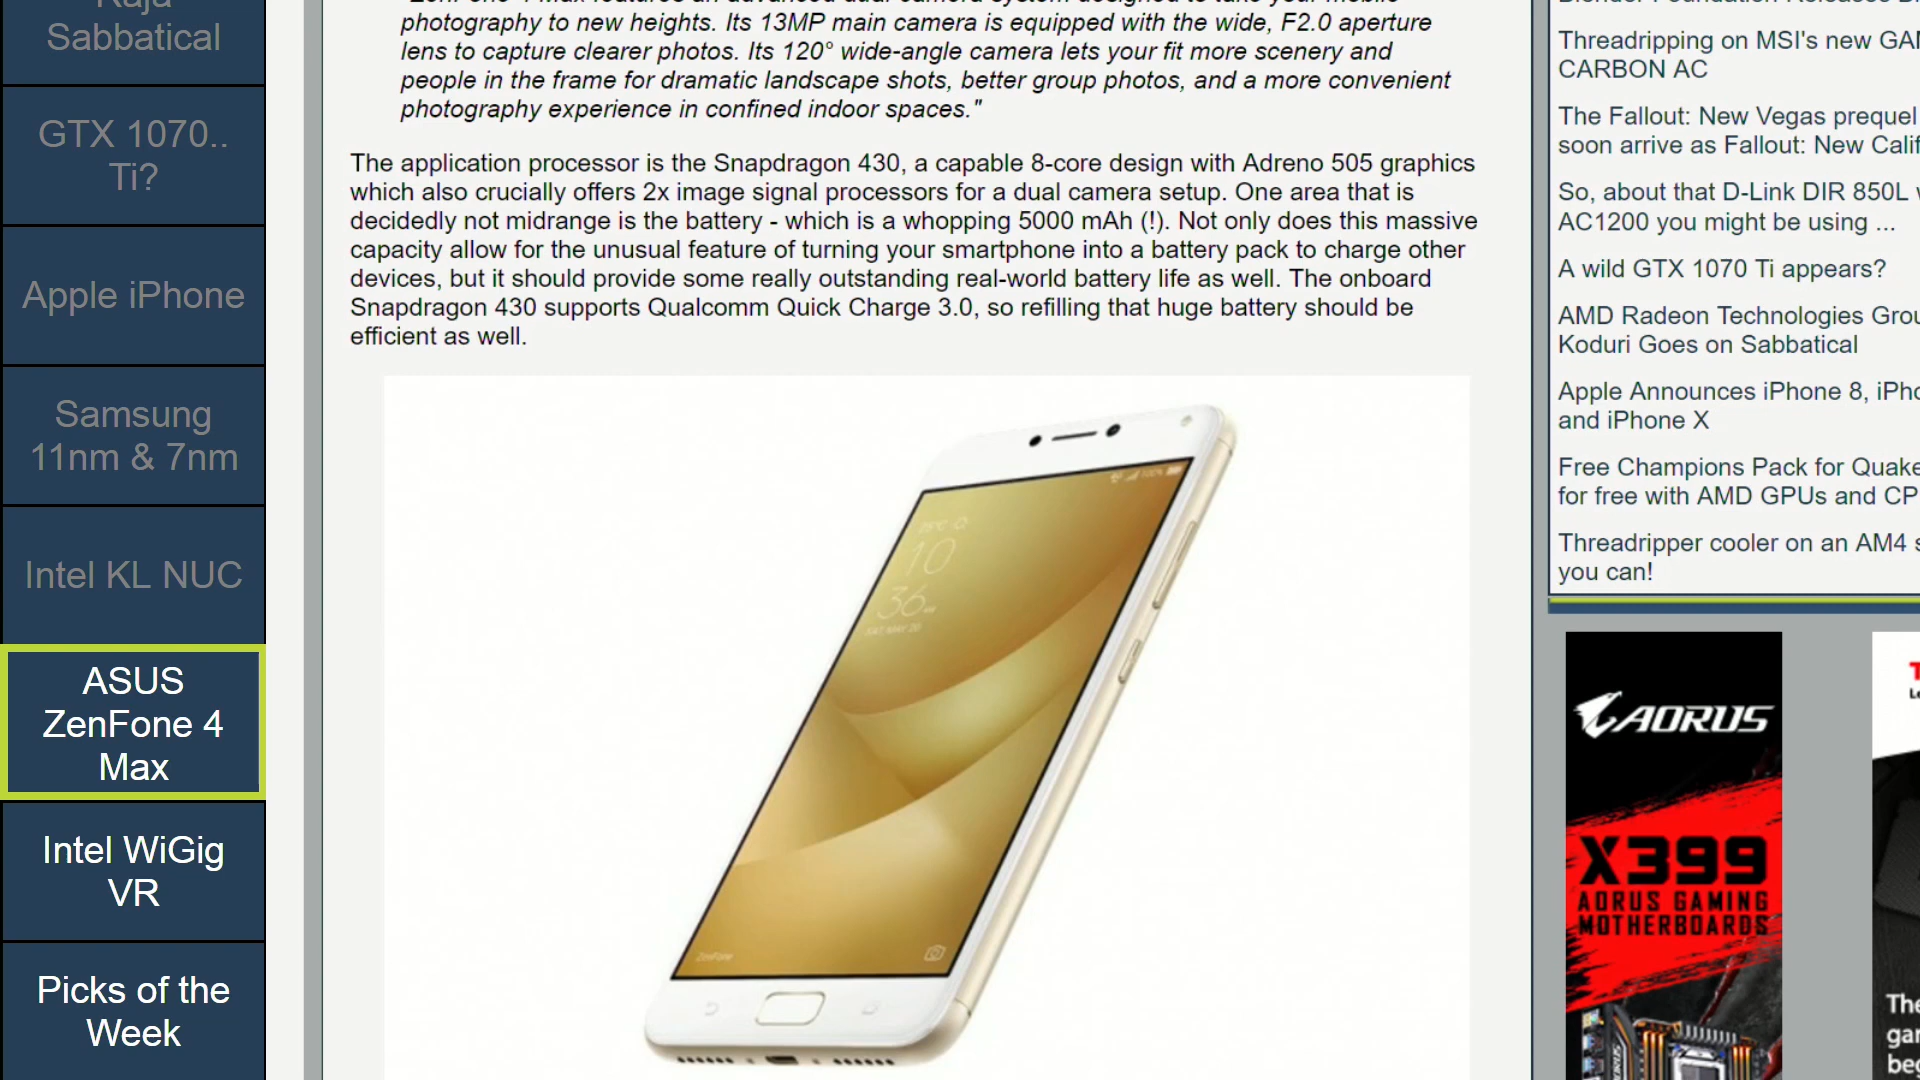 Raja
Sabbatical
GTX 1070..
Ti?
Apple iPhone
Samsung
11nm & 7nm
Intel KL NUC
ASUS
ZenFone 4
Max
Intel WiGig
VR
Picks of the
Week
photography to new heights. Its 13MP main camera is equipped with the wide, F2.0 aperture
lens to capture clearer photos. Its 120° wide-angle camera lets your fit more scenery and
people in the frame for dramatic landscape shots, better group photos, and a more convenient
photography experience in confined indoor spaces."
The application processor is the Snapdragon 430, a capable 8-core design with Adreno 505 graphics
which also crucially offers 2x image signal processors for a dual camera setup. One area that is
decidedly not midrange is the battery - which is a whopping 5000 mAh (!). Not only does this massive
capacity allow for the unusual feature of turning your smartphone into a battery pack to charge other
devices, but it should provide some really outstanding real-world battery life as well. The onboard
Snapdragon 430 supports Qualcomm Quick Charge 3.0, so refilling that huge battery should be
efficient as well.
100%
25°C
10
36
SAT, MAY 20
ZenFone
Threadripping on MSI's new
CARBON AC
The Fallout: New Vegas prequel
soon arrive as Fallout: New
So, about that D-Link DIR 850L
AC1200 you might be using ...
A wild GTX 1070 Ti appears?
AMD Radeon Technologies
Koduri Goes on Sabbatical
Apple Announces iPhone 8,
and iPhone X
Free Champions Pack for
for free with AMD GPUs and
Threadripper cooler on an AM4
you can!
AORUS
X399
AORUS GAMING
MOTHERBOARDS